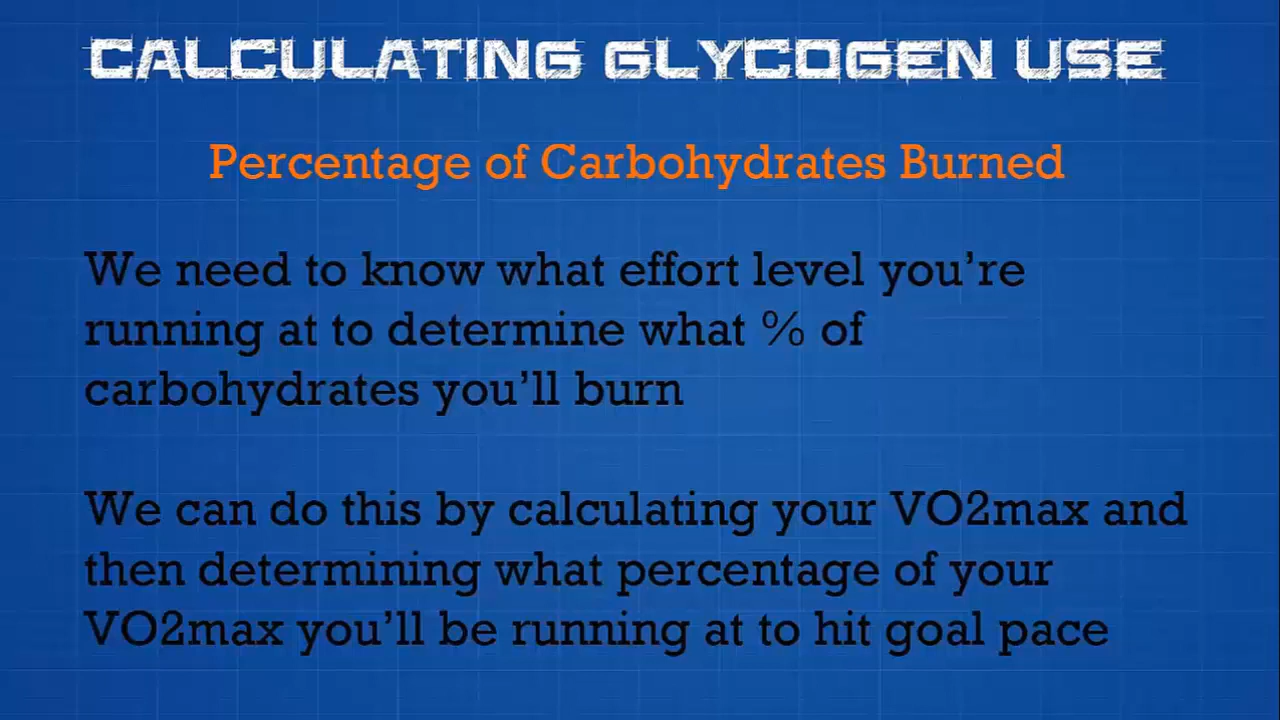 CALCULATING GLYCOGEN USE
Percentage of Carbohydrates Burned
We need to know what effort level you’re
running at to determine what % of
carbohydrates you’ll burn
We can do this by calculating your VO2max and
then determining what percentage of your
VO2max you’ll be running at to hit goal pace